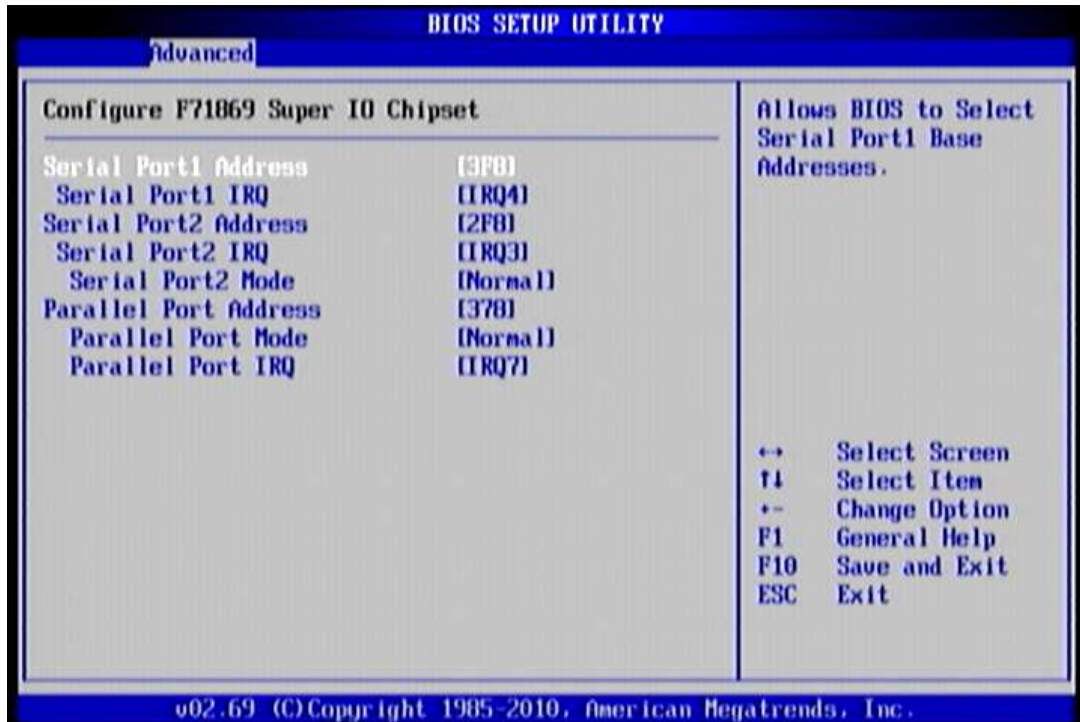 BIOS SETUP UTILITY
Advanced
Configure F71869 Super IO Chipset
Serial Port1 Address [3F8]
Serial Port1 IRQ [IRQ4]
Serial Port2 Address [2F8]
Serial Port2 IRQ [IRQ3]
Serial Port2 Mode [Normal]
Parallel Port Address [378]
Parallel Port Mode [Normal]
Parallel Port IRQ [IRQ7]
Allows BIOS to Select
Serial Port1 Base
Addresses.
↔ Select Screen
↑↓ Select Item
+- Change Option
F1 General Help
F10 Save and Exit
ESC Exit
v02.69 (C)Copyright 1985-2010, American Megatrends, Inc.